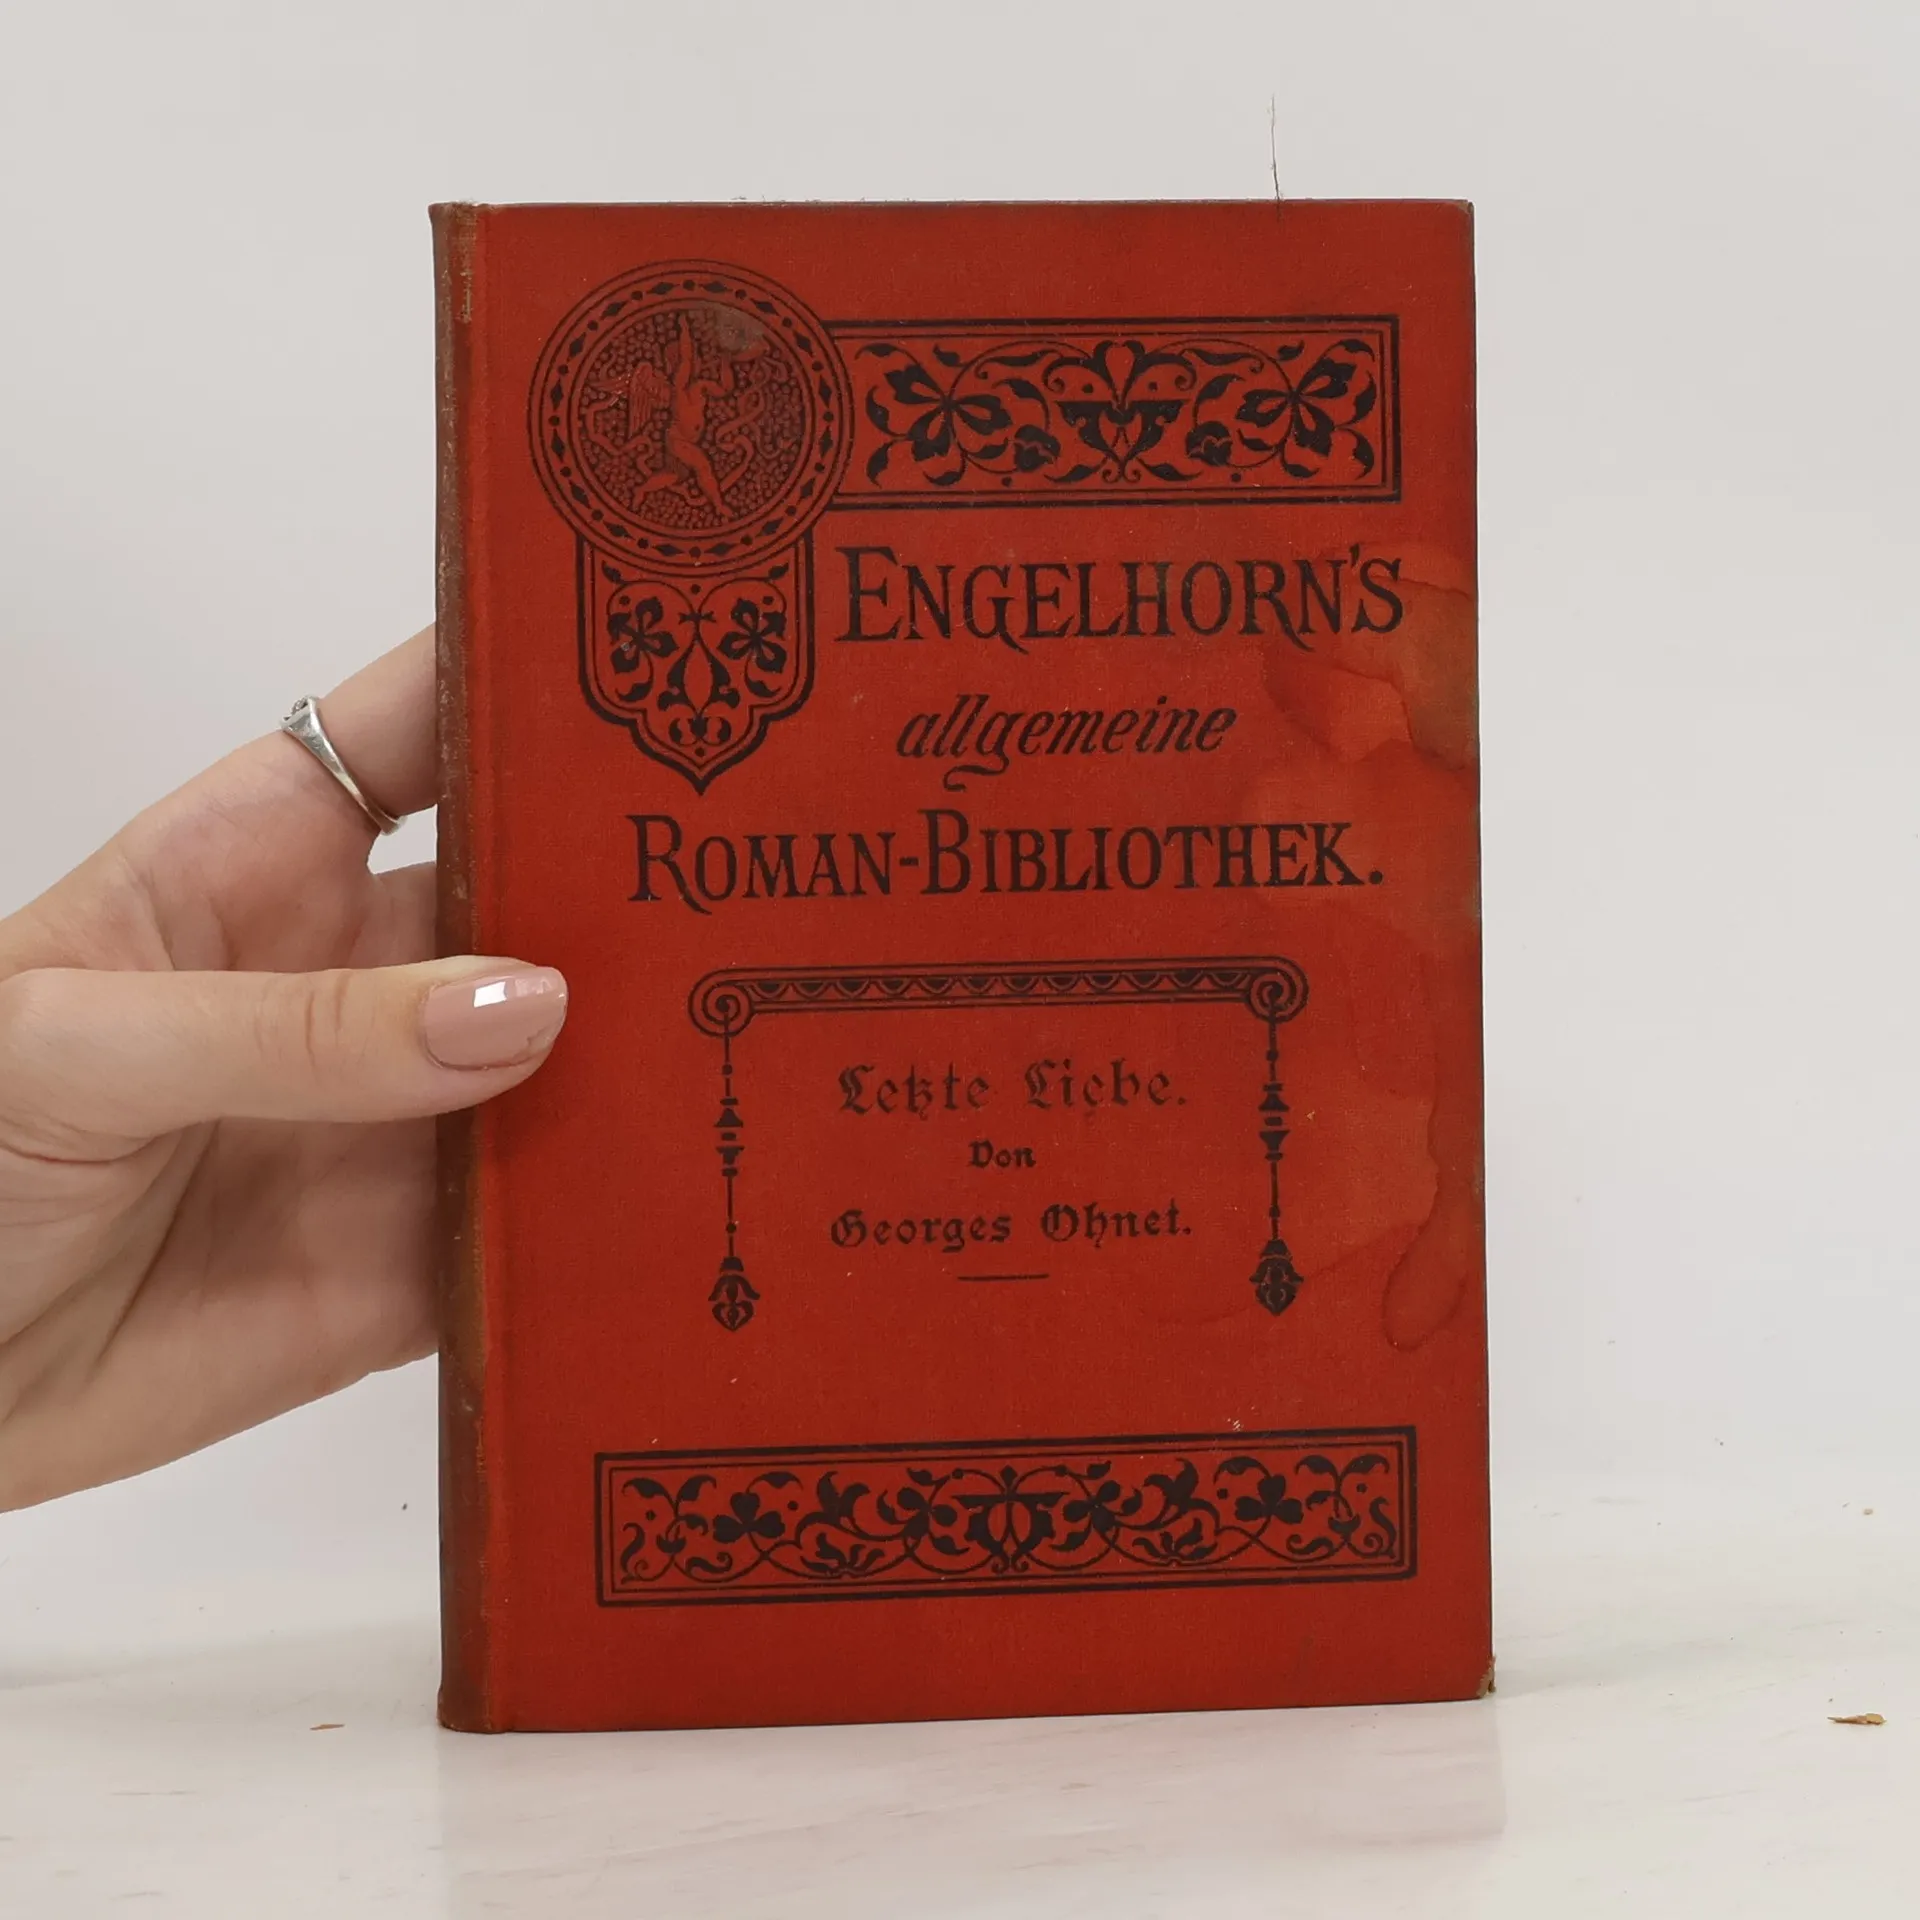 ENGELHORN'S
allgemeine
ROMAN-BIBLIOTHEK.
Letzte Liebe.
Von
Georges Ohnet.